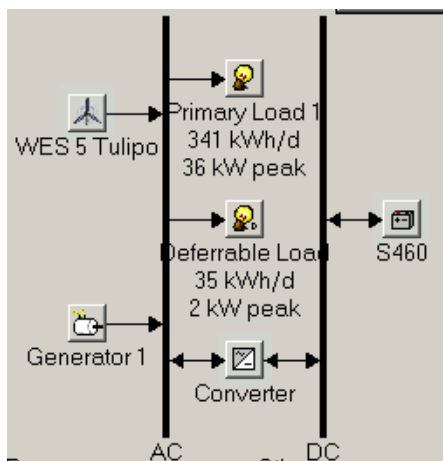 Primary Load 1
341 kWh/d
36 kW peak
WES 5 Tulipo
Deferrable Load
35 kWh/d
2 kW peak
S460
Generator 1
Converter
AC
DC